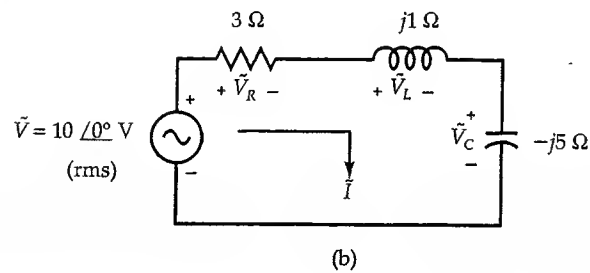 3 Ω
j1 Ω
+ Ṽ_R −
+ Ṽ_L −
Ṽ = 10 ∠0° V
(rms)
+
−
Ĩ
+
Ṽ_C
−
−j5 Ω
(b)